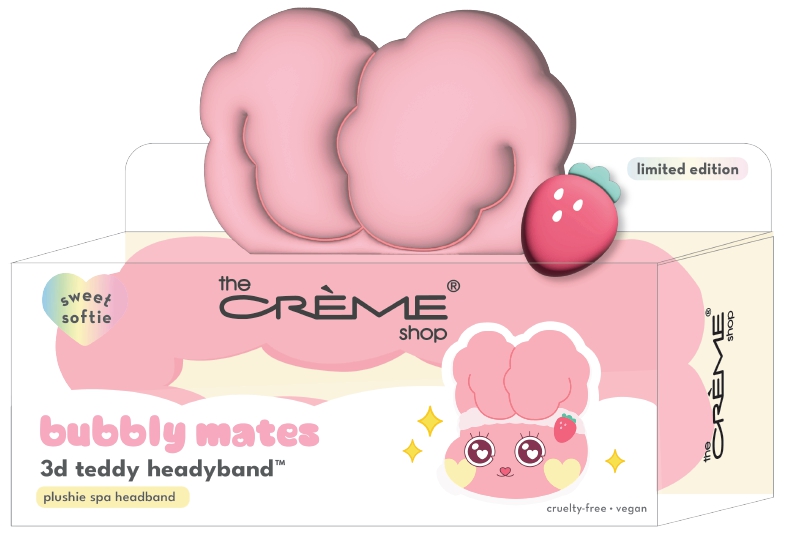 limited edition
sweet
softie
the
CRÈME®
shop
the
CRÈME®
shop
bubbly mates
3d teddy headyband™
plushie spa headband
cruelty-free • vegan